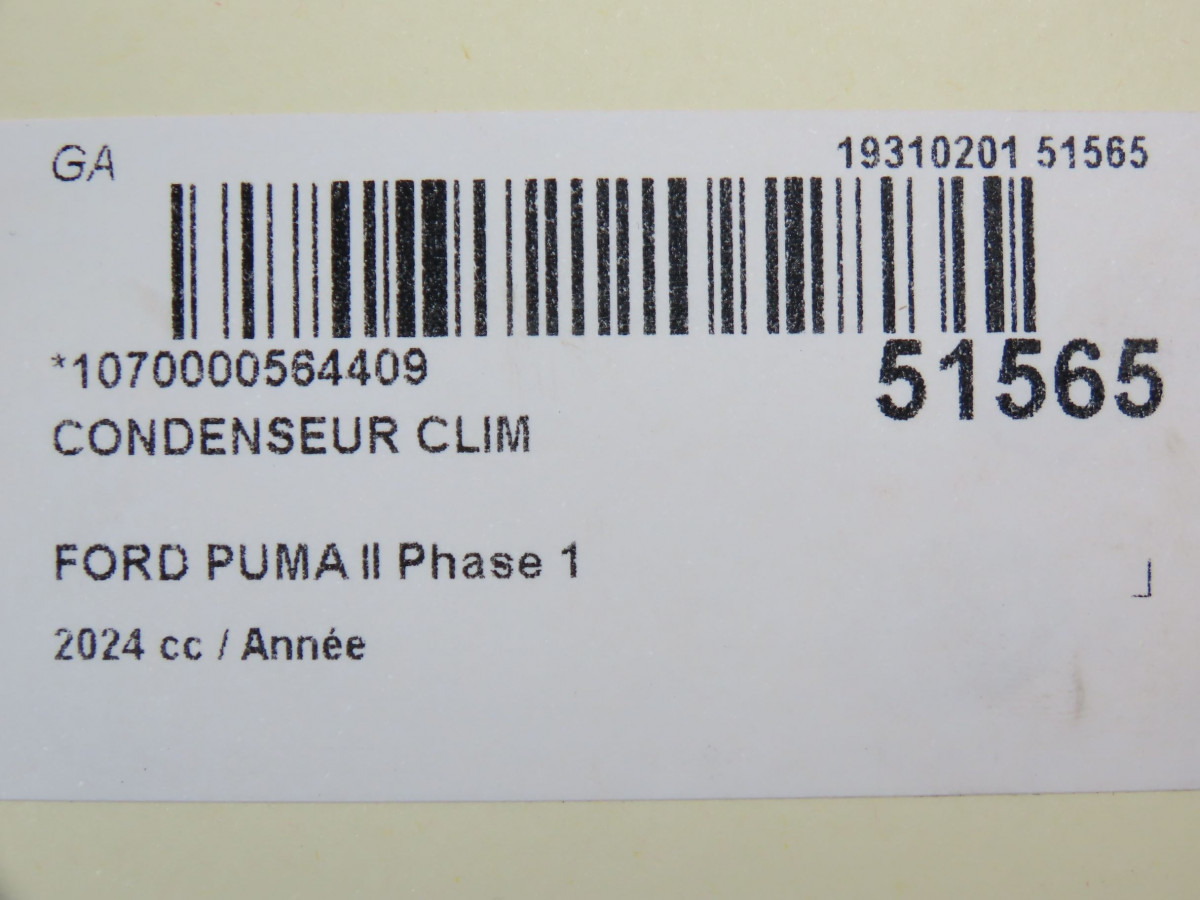 GA
19310201 51565
*1070000564409
51565
CONDENSEUR CLIM
FORD PUMA II Phase 1
2024 cc / Année